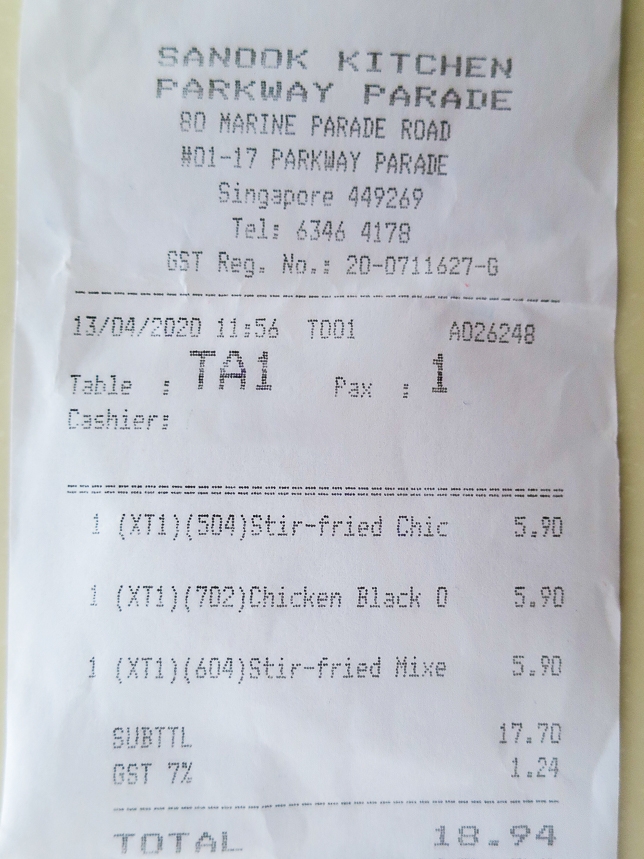 SANOOK KITCHEN
PARKWAY PARADE
80 MARINE PARADE ROAD
#01-17 PARKWAY PARADE
Singapore 449269
Tel: 6346 4178
GST Reg. No.: 20-0711627-G
13/04/2020 11:56 T001 A026248
Table : TA1 Pax : 1
Cashier:
1 (XT1)(504)Stir-fried Chic 5.90
1 (XT1)(702)Chicken Black O 5.90
1 (XT1)(604)Stir-fried Mixe 5.90
SUBTTL 17.70
GST 7% 1.24
TOTAL 18.94